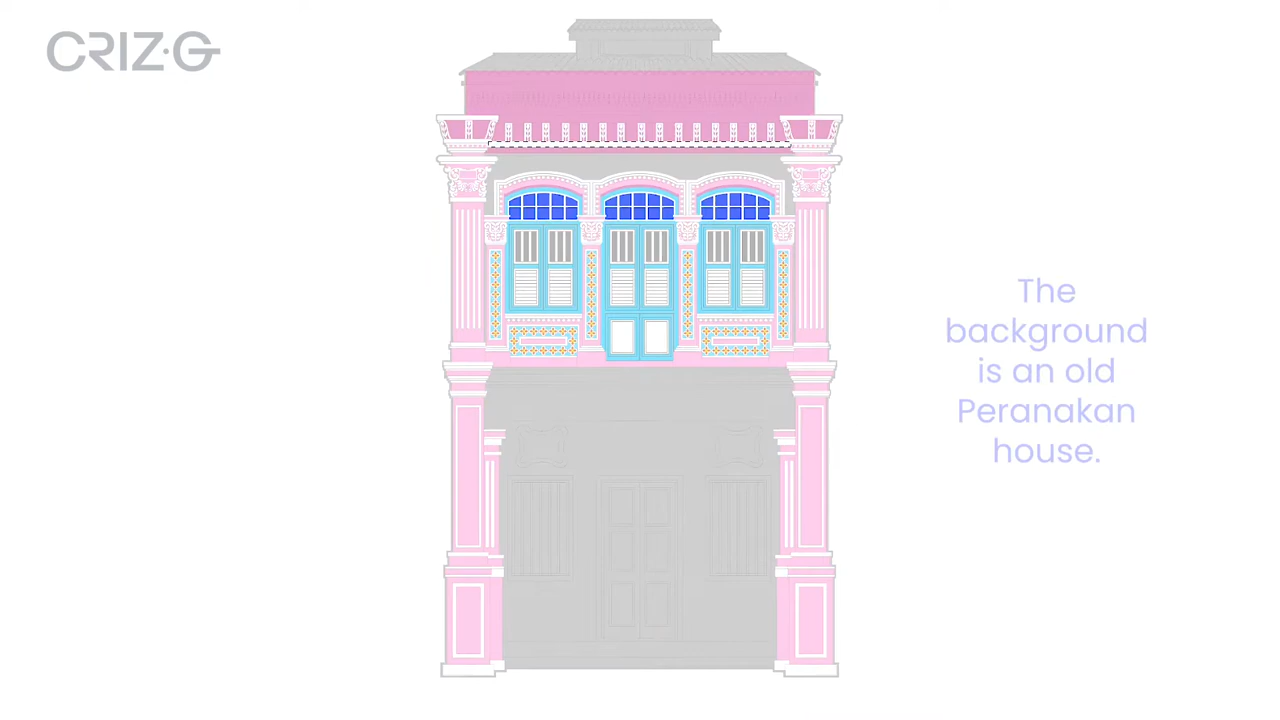 CRIZ·G
The
background
is an old
Peranakan
house.